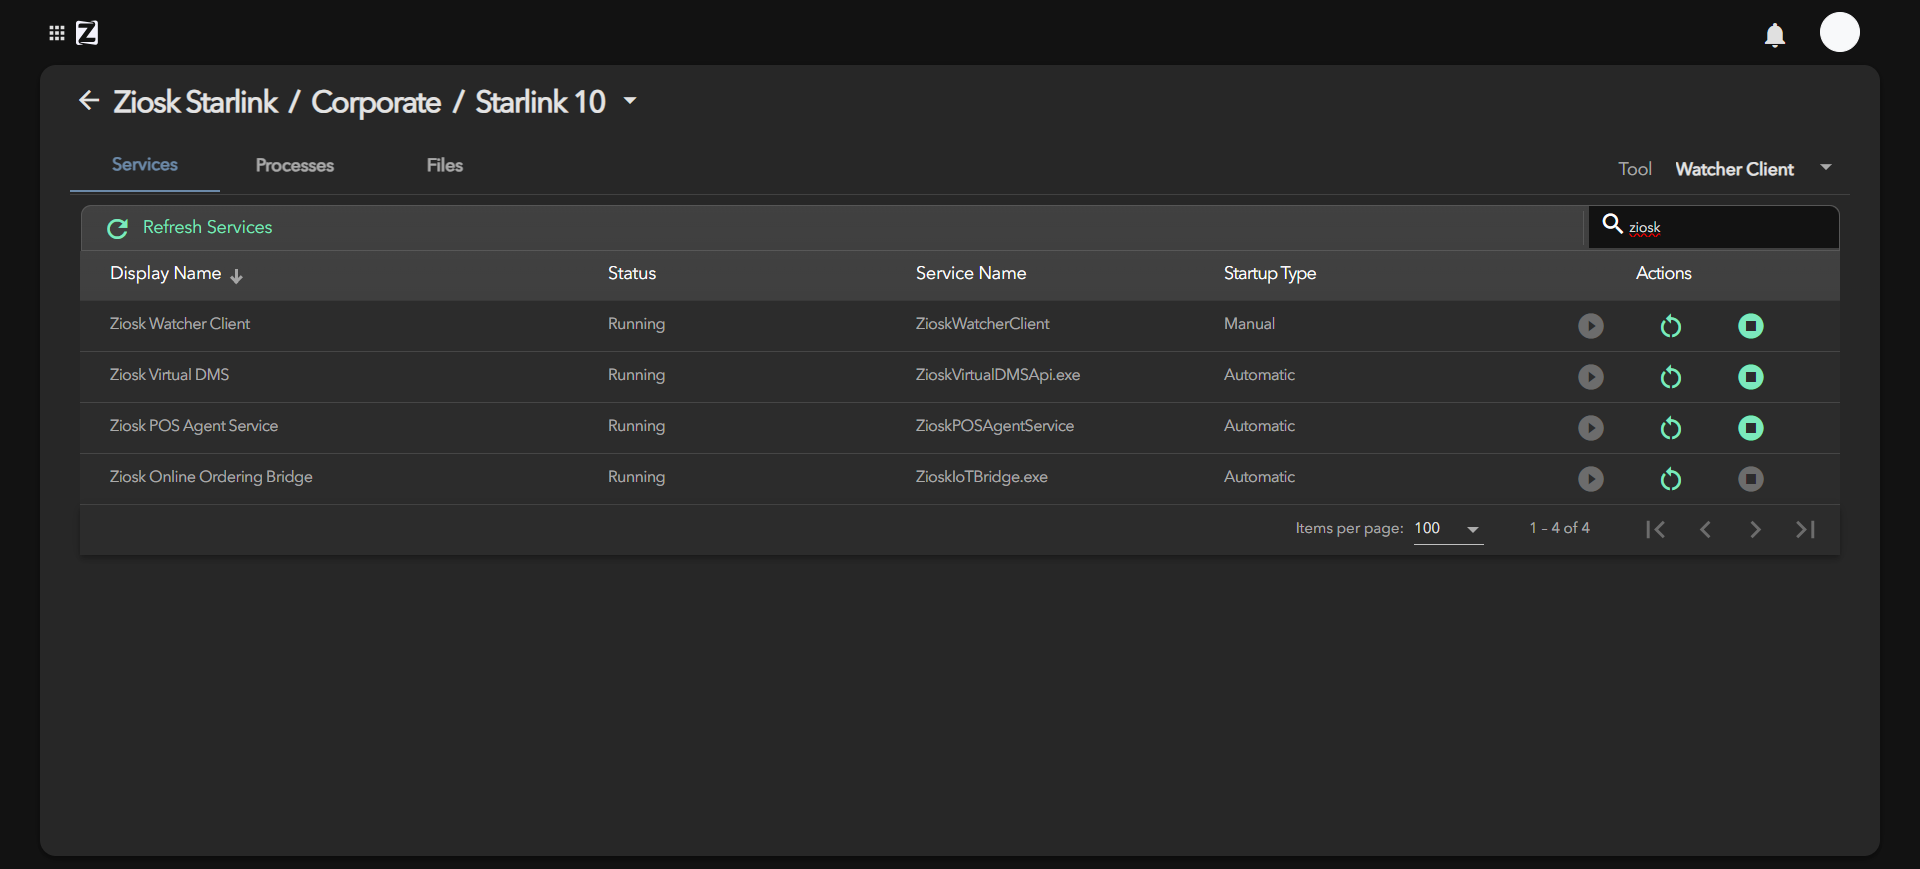 Z
Ziosk Starlink / Corporate / Starlink 10
Services Processes Files Tool Watcher Client
Refresh Services ziosk
Display Name Status Service Name Startup Type Actions
Ziosk Watcher Client Running ZioskWatcherClient Manual
Ziosk Virtual DMS Running ZioskVirtualDMSApi.exe Automatic
Ziosk POS Agent Service Running ZioskPOSAgentService Automatic
Ziosk Online Ordering Bridge Running ZioskIoTBridge.exe Automatic
Items per page: 100 1 – 4 of 4